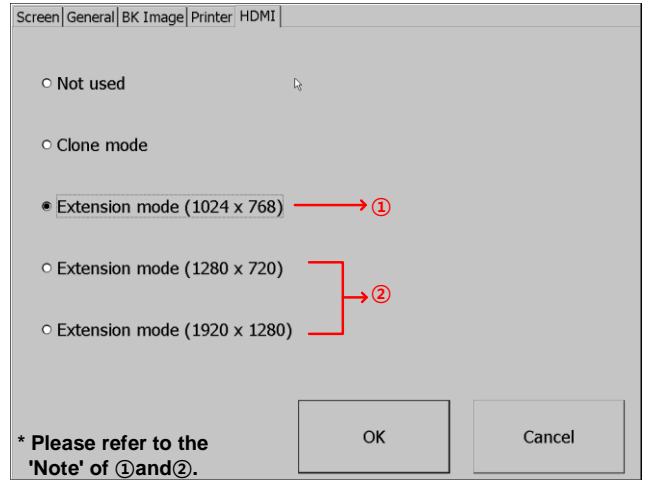 Screen General BK Image Printer HDMI
Not used
Clone mode
Extension mode (1024 x 768) ①
Extension mode (1280 x 720)
②
Extension mode (1920 x 1280)
OK Cancel
* Please refer to the
'Note' of ①and②.